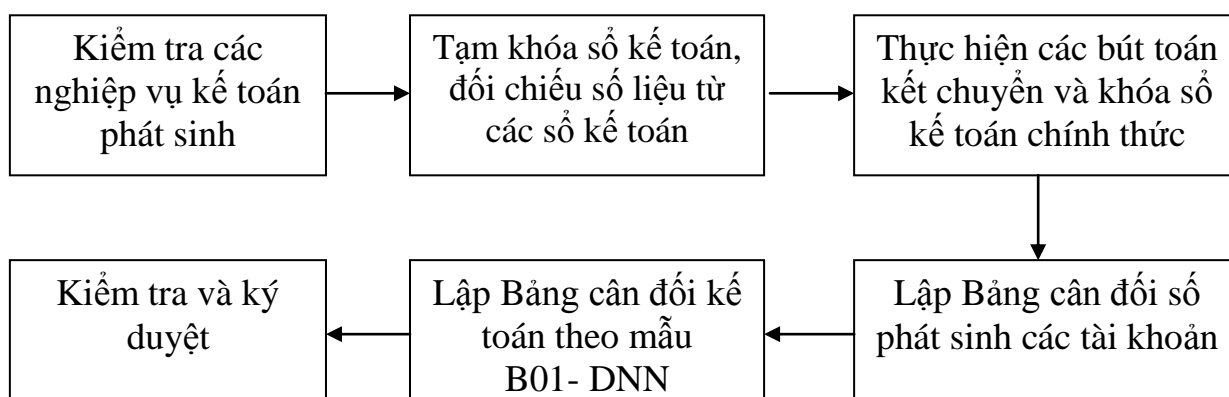 Kiểm tra các
nghiệp vụ kế toán
phát sinh
Tạm khóa sổ kế toán,
đối chiếu số liệu từ
các sổ kế toán
Thực hiện các bút toán
kết chuyển và khóa sổ
kế toán chính thức
Lập Bảng cân đối số
phát sinh các tài khoản
Lập Bảng cân đối kế
toán theo mẫu
B01- DNN
Kiểm tra và ký
duyệt